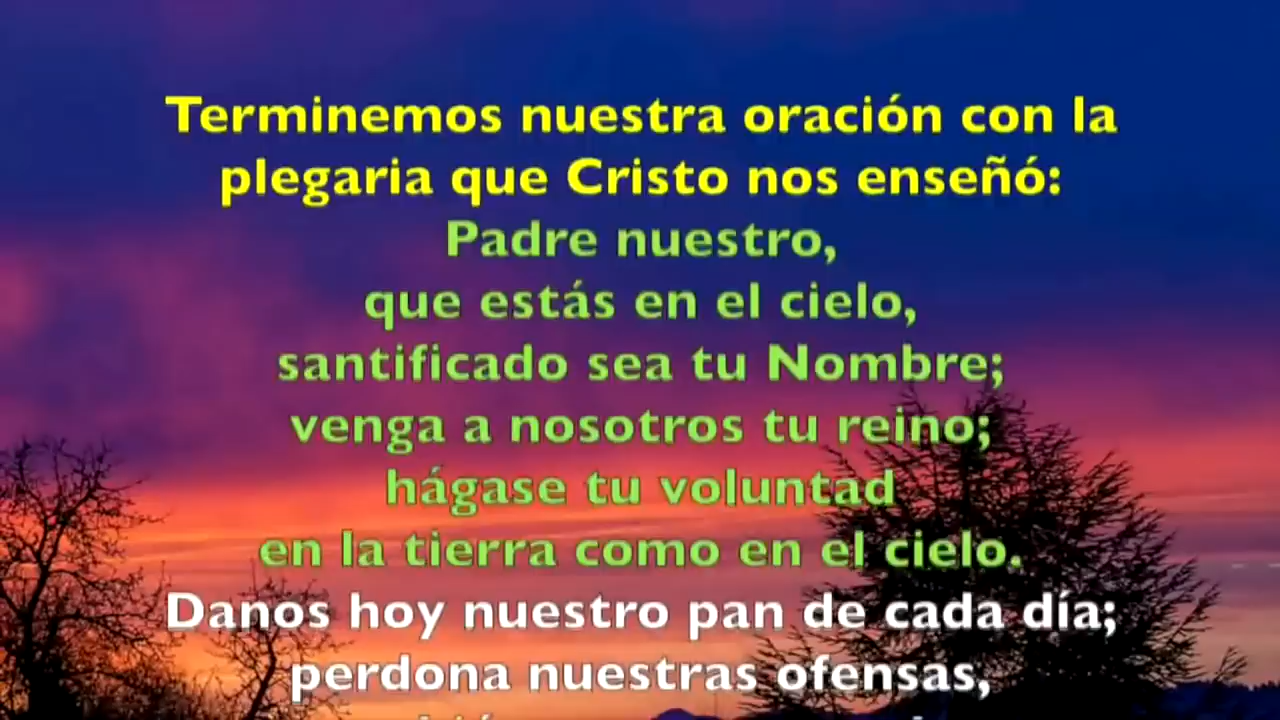 Terminemos nuestra oración con la
plegaria que Cristo nos enseñó:
Padre nuestro,
que estás en el cielo,
santificado sea tu Nombre;
venga a nosotros tu reino;
hágase tu voluntad
en la tierra como en el cielo.
Danos hoy nuestro pan de cada día;
perdona nuestras ofensas,